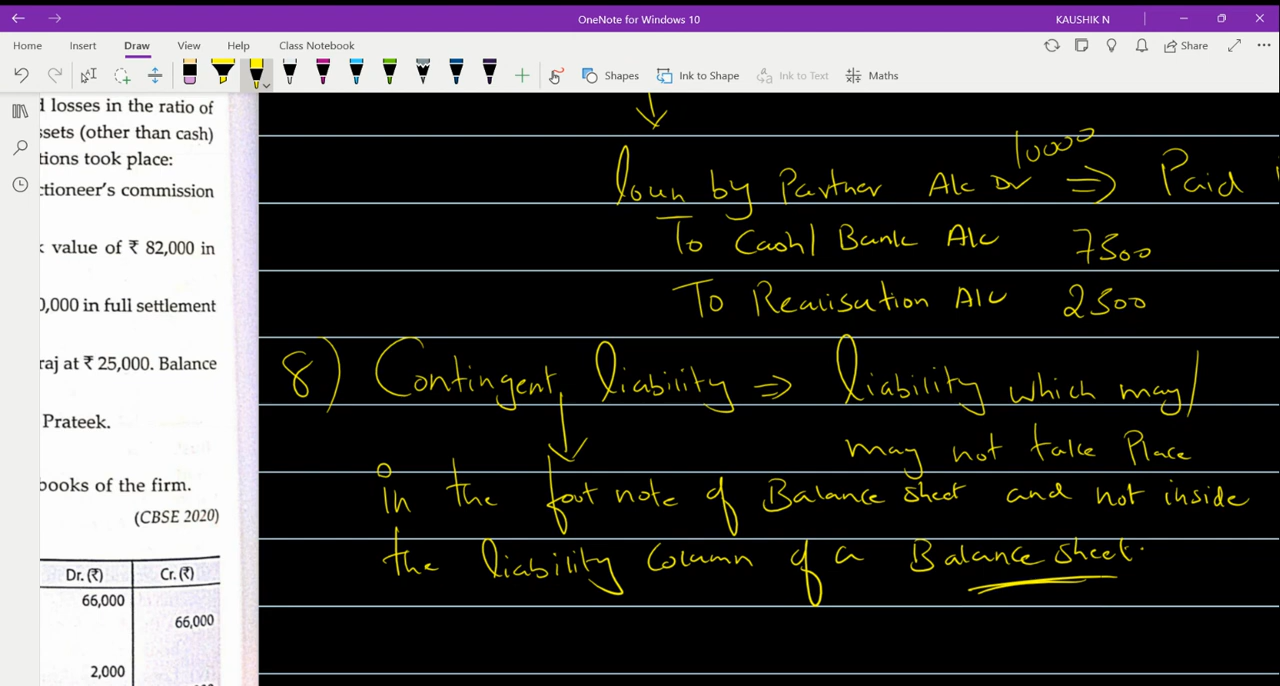 OneNote for Windows 10
KAUSHIK N
Home Insert Draw View Help Class Notebook
Share
Shapes Ink to Shape Ink to Text Maths
losses in the ratio of
ssets (other than cash)
tions took place:
ctioneer's commission
value of ₹ 82,000 in
0,000 in full settlement
raj at ₹ 25,000. Balance
Prateek.
books of the firm.
(CBSE 2020)
Dr. (₹) Cr. (₹)
66,000
66,000
2,000
10000
loan by Partner A/c Dr ⇒ Paid
To Cash/ Bank A/c 7500
To Realisation A/c 2500
8) Contingent liability ⇒ liability which may/
may not take Place
In the foot note of Balance sheet and not inside
the liability Column of a Balance sheet.